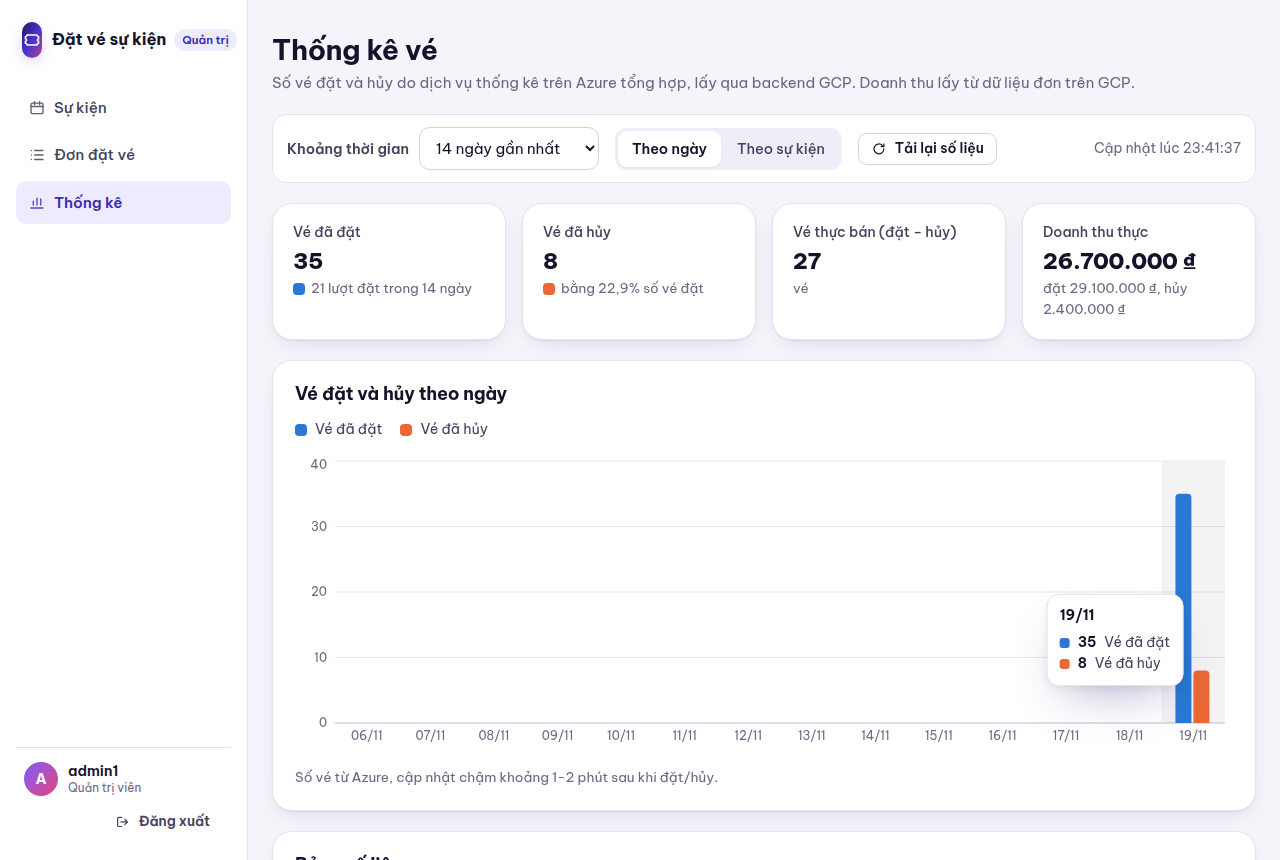 Đặt vé sự kiện Quản trị
Sự kiện
Đơn đặt vé
Thống kê
admin1
A
Quản trị viên
Đăng xuất
Thống kê vé
Số vé đặt và hủy do dịch vụ thống kê trên Azure tổng hợp, lấy qua backend GCP. Doanh thu lấy từ dữ liệu đơn trên GCP.
Khoảng thời gian 14 ngày gần nhất Theo ngày Theo sự kiện Tải lại số liệu Cập nhật lúc 23:41:37
Vé đã đặt
35
21 lượt đặt trong 14 ngày
Vé đã hủy
8
bằng 22,9% số vé đặt
Vé thực bán (đặt − hủy)
27
vé
Doanh thu thực
26.700.000 ₫
đặt 29.100.000 ₫, hủy
2.400.000 ₫
Vé đặt và hủy theo ngày
Vé đã đặt Vé đã hủy
40
30
20
10
0
19/11
35 Vé đã đặt
8 Vé đã hủy
06/11 07/11 08/11 09/11 10/11 11/11 12/11 13/11 14/11 15/11 16/11 17/11 18/11 19/11
Số vé từ Azure, cập nhật chậm khoảng 1-2 phút sau khi đặt/hủy.